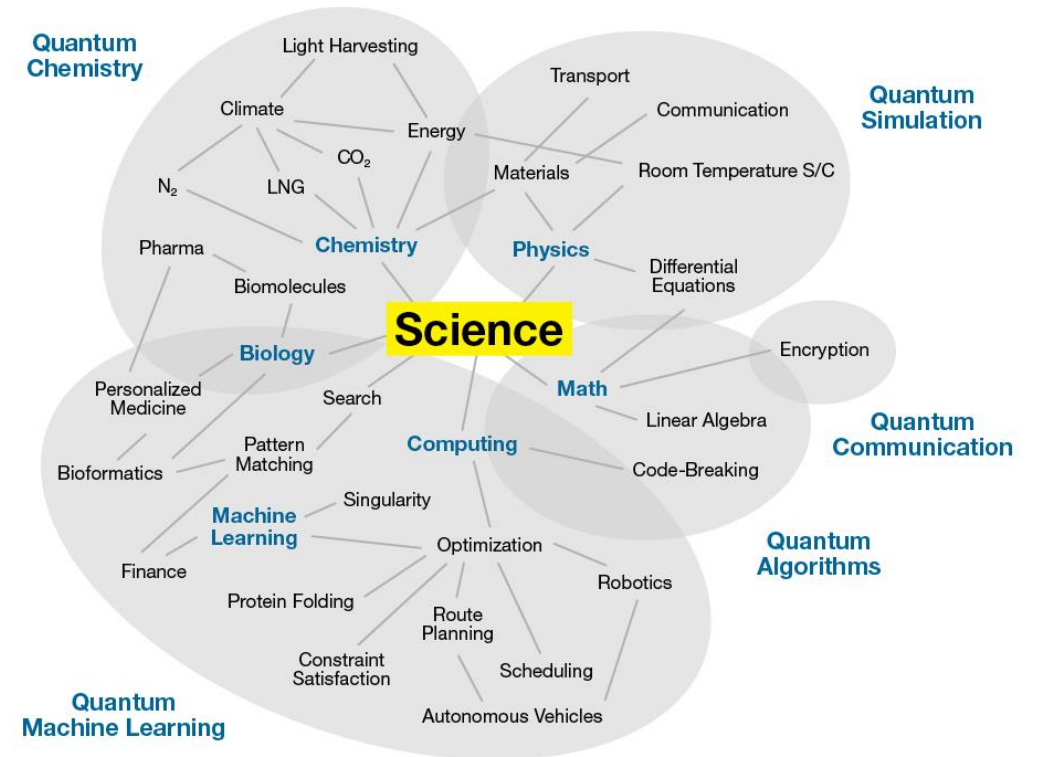 Quantum
Chemistry
Light Harvesting
Climate
Energy
CO₂
N₂
LNG
Chemistry
Pharma
Biomolecules
Transport
Communication
Materials
Room Temperature S/C
Physics
Differential
Equations
Quantum
Simulation
Science
Biology
Personalized
Medicine
Search
Bioformatics
Pattern
Matching
Computing
Math
Encryption
Linear Algebra
Code-Breaking
Quantum
Communication
Quantum
Algorithms
Machine
Learning
Singularity
Finance
Optimization
Protein Folding
Robotics
Route
Planning
Constraint
Satisfaction
Scheduling
Autonomous Vehicles
Quantum
Machine Learning